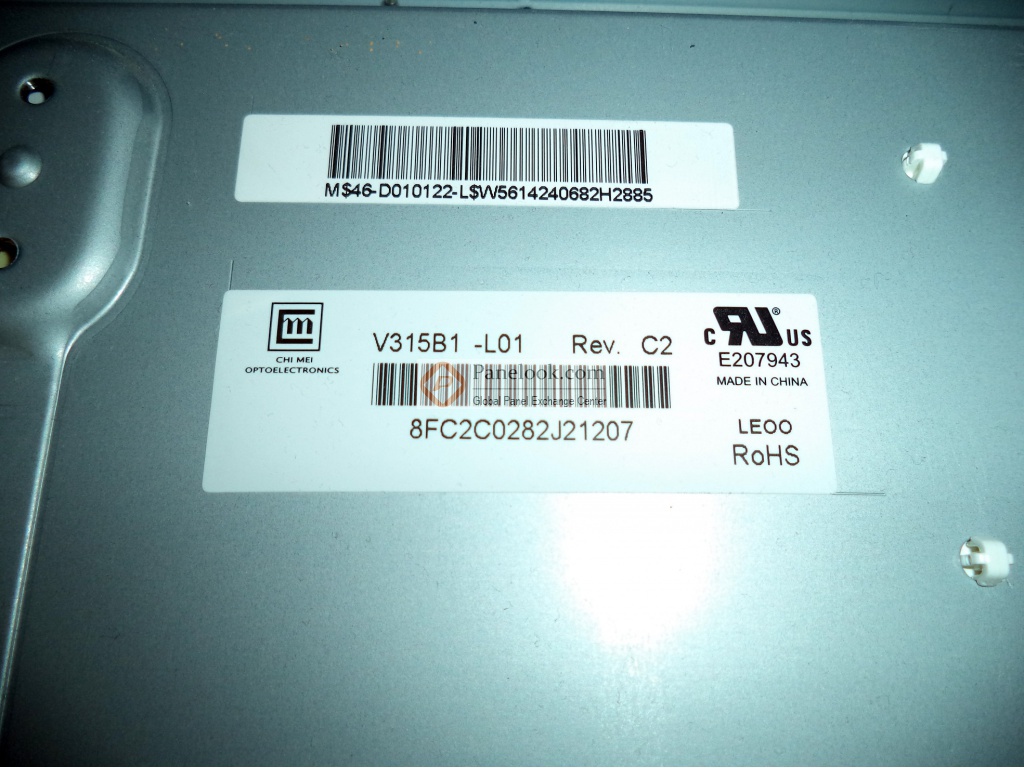 M$46-D010122-L$W5614240682H2885
CHI MEI
OPTOELECTRONICS
V315B1 -L01 Rev. C2
Panelook.com
Global Panel Exchange Center
8FC2C0282J21207
c RU ® US
E207943
MADE IN CHINA
LEOO
RoHS